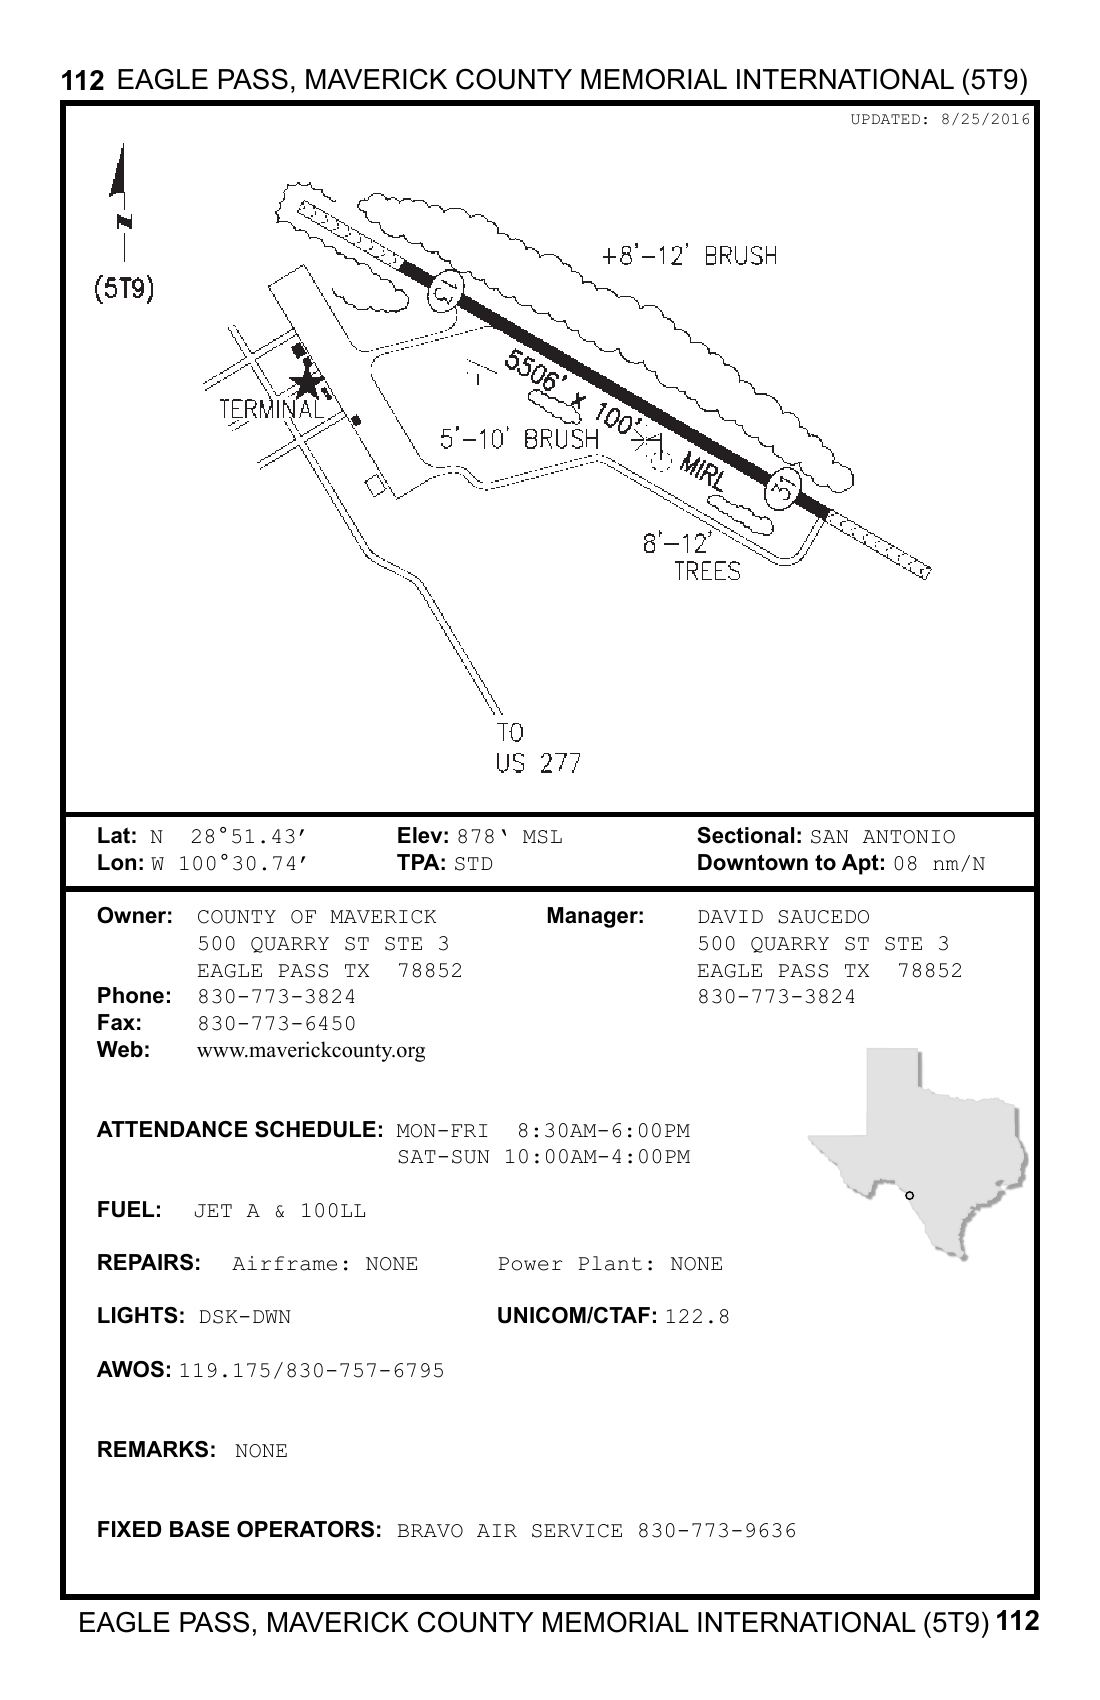 112 EAGLE PASS, MAVERICK COUNTY MEMORIAL INTERNATIONAL (5T9)
UPDATED: 8/25/2016
N
(5T9)
+8'-12' BRUSH
13
5506' x 100'
TERMINAL
5'-10' BRUSH
MIRL
31
8'-12'
TREES
TO
US 277
Lat: N 28°51.43′ Elev: 878‘ MSL Sectional: SAN ANTONIO
Lon: W 100°30.74′ TPA: STD Downtown to Apt: 08 nm/N
Owner: COUNTY OF MAVERICK Manager: DAVID SAUCEDO
500 QUARRY ST STE 3 500 QUARRY ST STE 3
EAGLE PASS TX 78852 EAGLE PASS TX 78852
Phone: 830-773-3824 830-773-3824
Fax: 830-773-6450
Web: www.maverickcounty.org
ATTENDANCE SCHEDULE: MON-FRI 8:30AM-6:00PM
SAT-SUN 10:00AM-4:00PM
FUEL: JET A & 100LL
REPAIRS: Airframe: NONE Power Plant: NONE
LIGHTS: DSK-DWN UNICOM/CTAF: 122.8
AWOS: 119.175/830-757-6795
REMARKS: NONE
FIXED BASE OPERATORS: BRAVO AIR SERVICE 830-773-9636
EAGLE PASS, MAVERICK COUNTY MEMORIAL INTERNATIONAL (5T9) 112